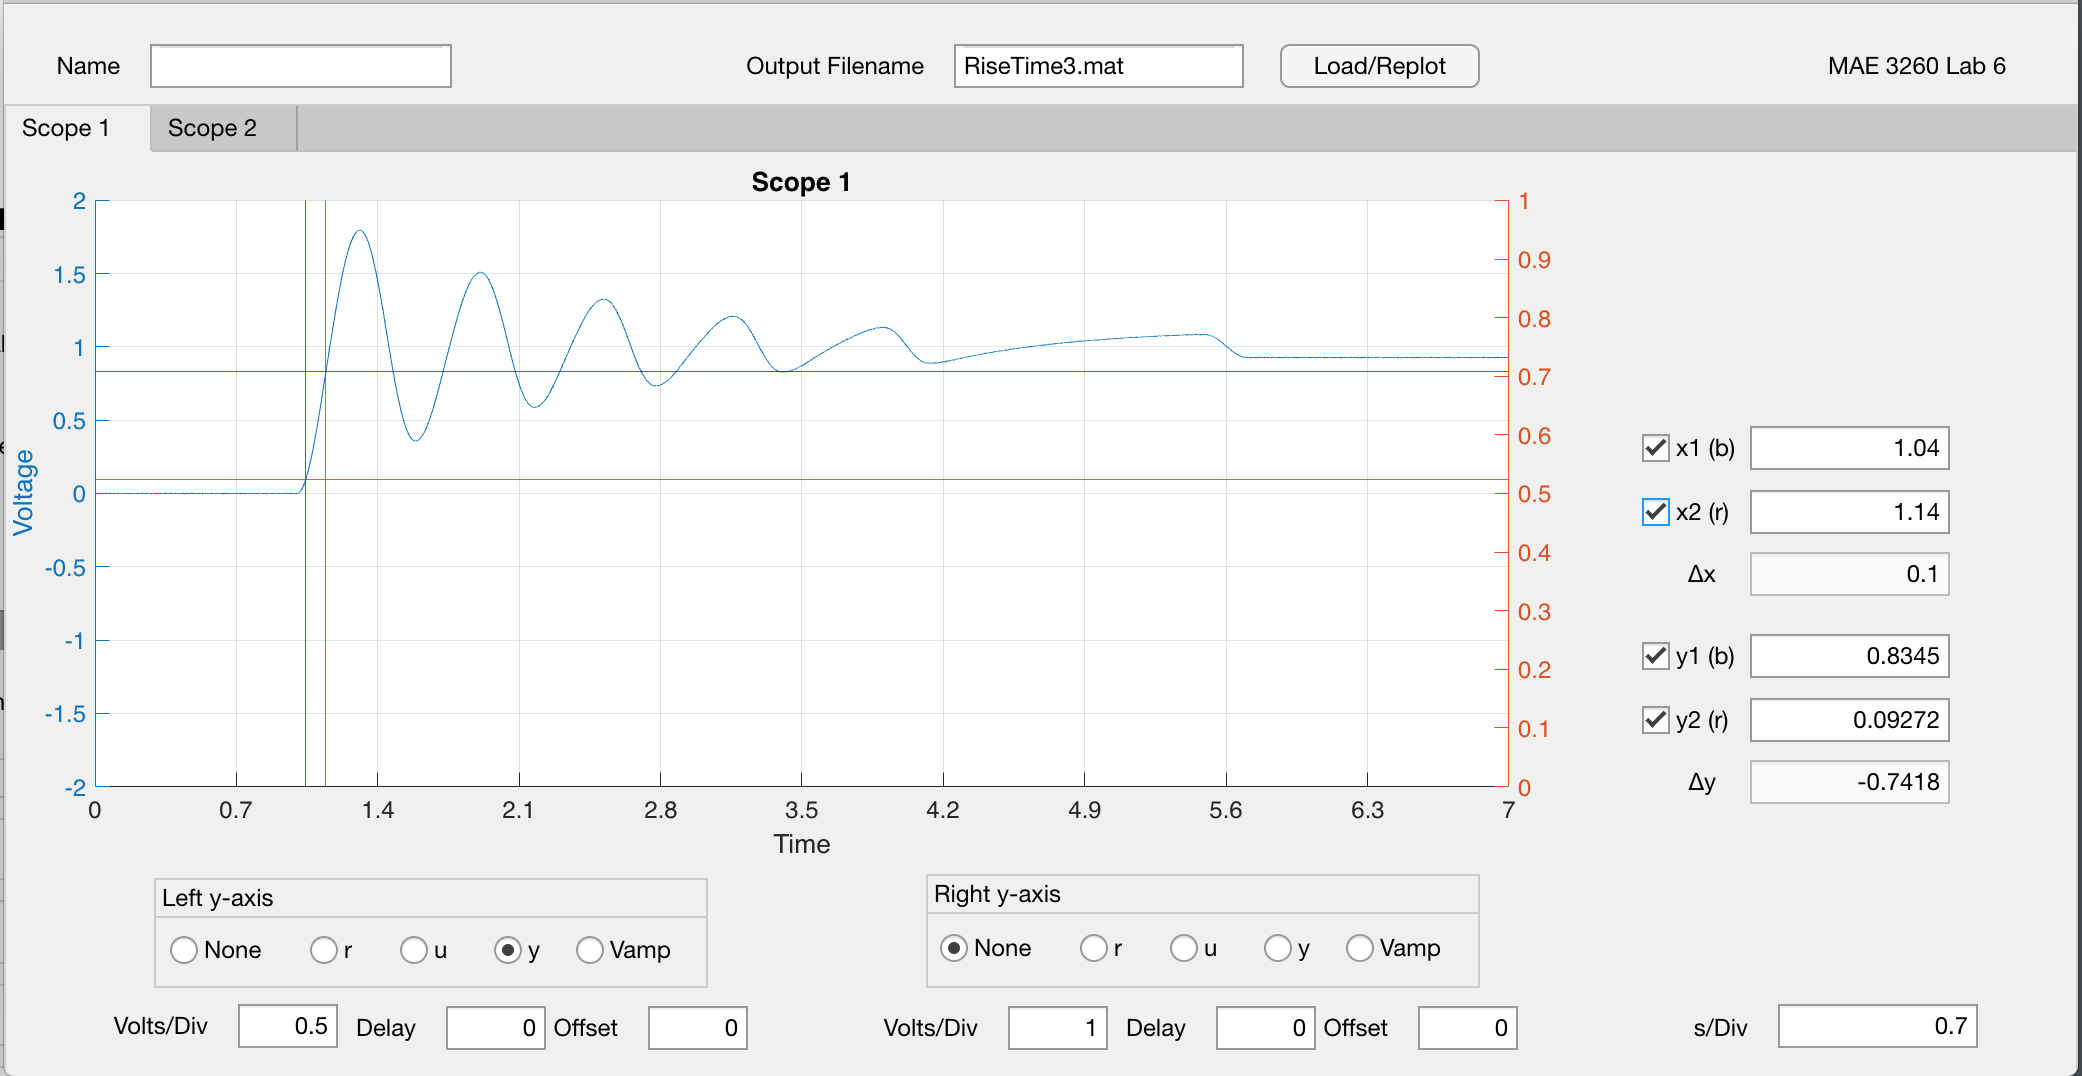 Name
Output Filename RiseTime3.mat Load/Replot MAE 3260 Lab 6
Scope 1 Scope 2
Scope 1
2
1.5
1
0.5
0
-0.5
-1
-1.5
-2
Voltage
1
0.9
0.8
0.7
0.6
0.5
0.4
0.3
0.2
0.1
0
0 0.7 1.4 2.1 2.8 3.5 4.2 4.9 5.6 6.3 7
Time
x1 (b) 1.04
x2 (r) 1.14
Δx 0.1
y1 (b) 0.8345
y2 (r) 0.09272
Δy -0.7418
Left y-axis
None r u y Vamp
Volts/Div 0.5 Delay 0 Offset 0
Right y-axis
None r u y Vamp
Volts/Div 1 Delay 0 Offset 0
s/Div 0.7